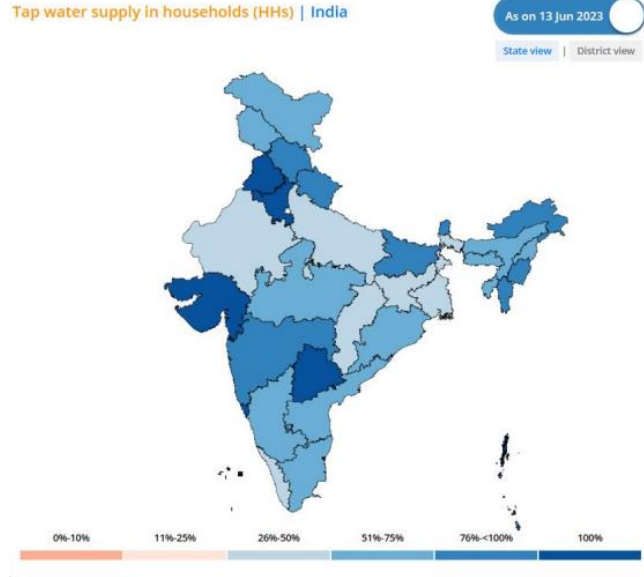 Tap water supply in households (HHs) | India
As on 13 Jun 2023
State view | District view
0%-10% 11%-25% 26%-50% 51%-75% 76%-<100% 100%